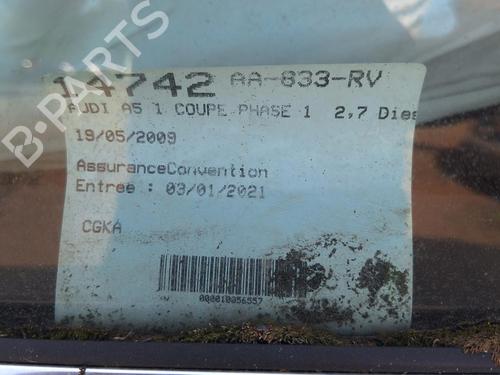 B-PARTS
14742 AA-833-RV
AUDI A5 1 COUPE PHASE 1 2,7 Dies
19/05/2009
AssuranceConvention
Entree : 03/01/2021
CGKA
000010056557